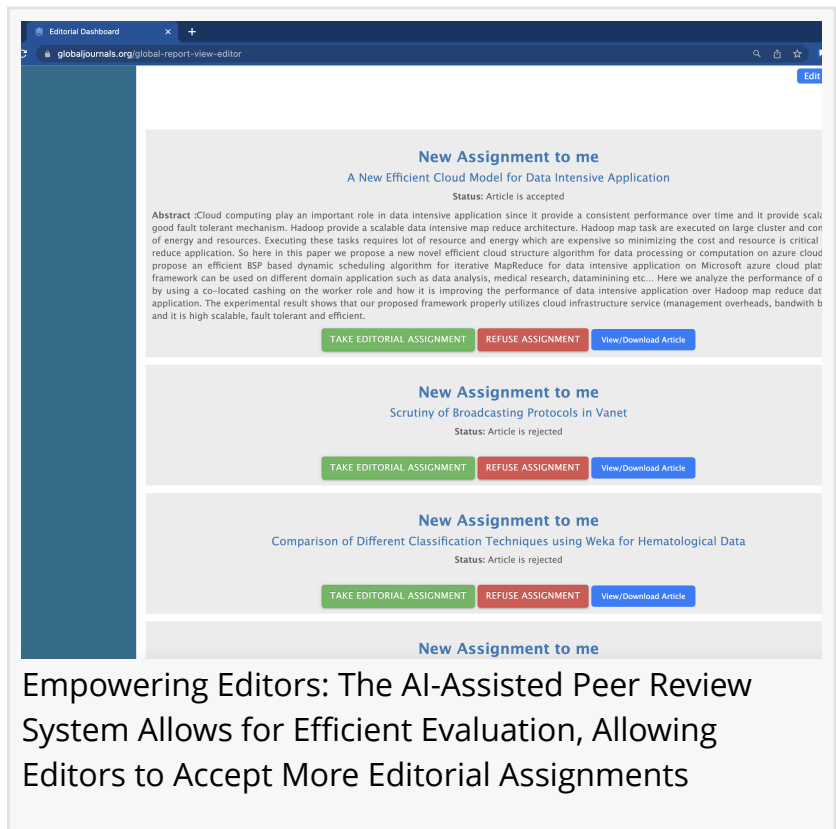 Editorial Dashboard
globaljournals.org/global-report-view-editor
Edit
New Assignment to me
A New Efficient Cloud Model for Data Intensive Application
Status: Article is accepted
Abstract :Cloud computing play an important role in data intensive application since it provide a consistent performance over time and it provide
good fault tolerant mechanism. Hadoop provide a scalable data intensive map reduce architecture. Hadoop map task are executed on large cluster and
of energy and resources. Executing these tasks requires lot of resource and energy which are expensive so minimizing the cost and resource is critical
reduce application. So here in this paper we propose a new novel efficient cloud structure algorithm for data processing or computation on azure cloud
propose an efficient BSP based dynamic scheduling algorithm for iterative MapReduce for data intensive application on Microsoft azure cloud
framework can be used on different domain application such as data analysis, medical research, dataminining etc... Here we analyze the performance of
by using a co-located cashing on the worker role and how it is improving the performance of data intensive application over Hadoop map reduce
application. The experimental result shows that our proposed framework properly utilizes cloud infrastructure service (management overheads, bandwith
and it is high scalable, fault tolerant and efficient.
TAKE EDITORIAL ASSIGNMENT REFUSE ASSIGNMENT View/Download Article
New Assignment to me
Scrutiny of Broadcasting Protocols in Vanet
Status: Article is rejected
TAKE EDITORIAL ASSIGNMENT REFUSE ASSIGNMENT View/Download Article
New Assignment to me
Comparison of Different Classification Techniques using Weka for Hematological Data
Status: Article is rejected
TAKE EDITORIAL ASSIGNMENT REFUSE ASSIGNMENT View/Download Article
New Assignment to me
Empowering Editors: The AI-Assisted Peer Review
System Allows for Efficient Evaluation, Allowing
Editors to Accept More Editorial Assignments